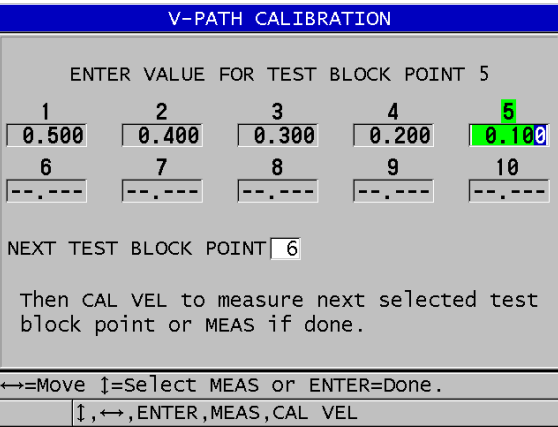 V-PATH CALIBRATION
ENTER VALUE FOR TEST BLOCK POINT 5
1 2 3 4 5
0.500 0.400 0.300 0.200 0.100
6 7 8 9 10
--.--- --.--- --.--- --.--- --.---
NEXT TEST BLOCK POINT 6
Then CAL VEL to measure next selected test
block point or MEAS if done.
↔=Move ↕=Select MEAS or ENTER=Done.
↕,↔,ENTER,MEAS,CAL VEL